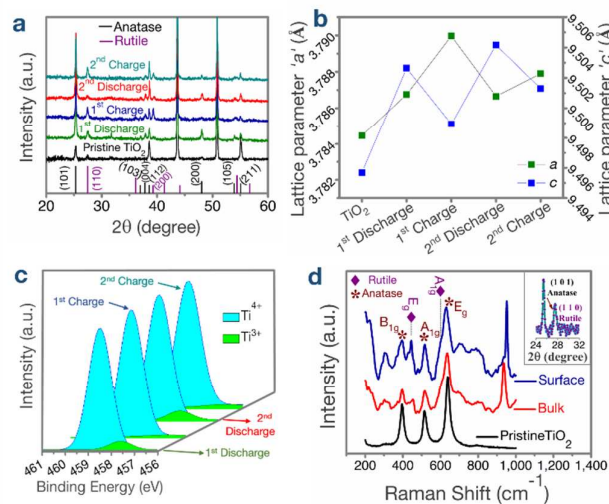 a
Anatase
Rutile
2nd Charge
2nd Discharge
1st Charge
1st Discharge
Pristine TiO2
(101)
(110)
(103)
(004)
(112)
(200)
(200)
(105)
(211)
Intensity (a.u.)
20 30 40 50 60
2θ (degree)
b
Lattice parameter 'a'
3.790
3.788
3.786
3.784
3.782
9.506
9.504
9.502
9.500
9.498
9.496
9.494
Lattice parameter 'c'
a
c
TiO2
1st Discharge
1st Charge
2nd Discharge
2nd Charge
c
2nd Charge
1st Charge
Ti4+
Ti3+
2nd
Discharge
1st Discharge
Intensity (a.u.)
461 460 459 458 457 456
Binding Energy (eV)
d
Rutile
Anatase
Eg
A1g
B1g
A1g
Eg
(1 0 1)
Anatase
(1 1 0)
Rutile
24 28 32
2θ (degree)
Surface
Bulk
PristineTiO2
Intensity (a.u.)
200 400 600 800 1,000 1,400
Raman Shift (cm-1)